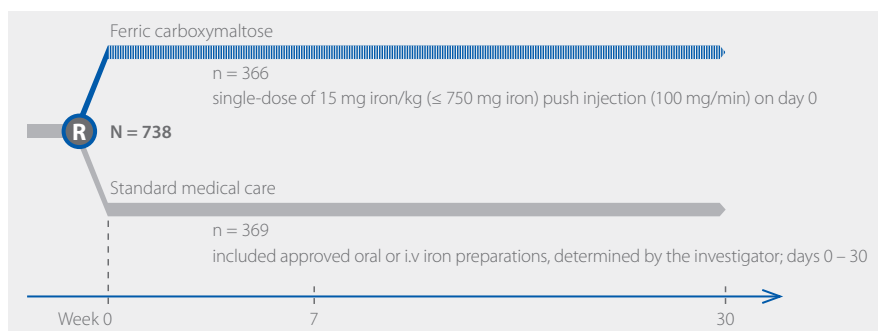 Ferric carboxymaltose
n = 366
single-dose of 15 mg iron/kg (≤ 750 mg iron) push injection (100 mg/min) on day 0
R N = 738
Standard medical care
n = 369
included approved oral or i.v iron preparations, determined by the investigator; days 0 – 30
Week 0 7 30